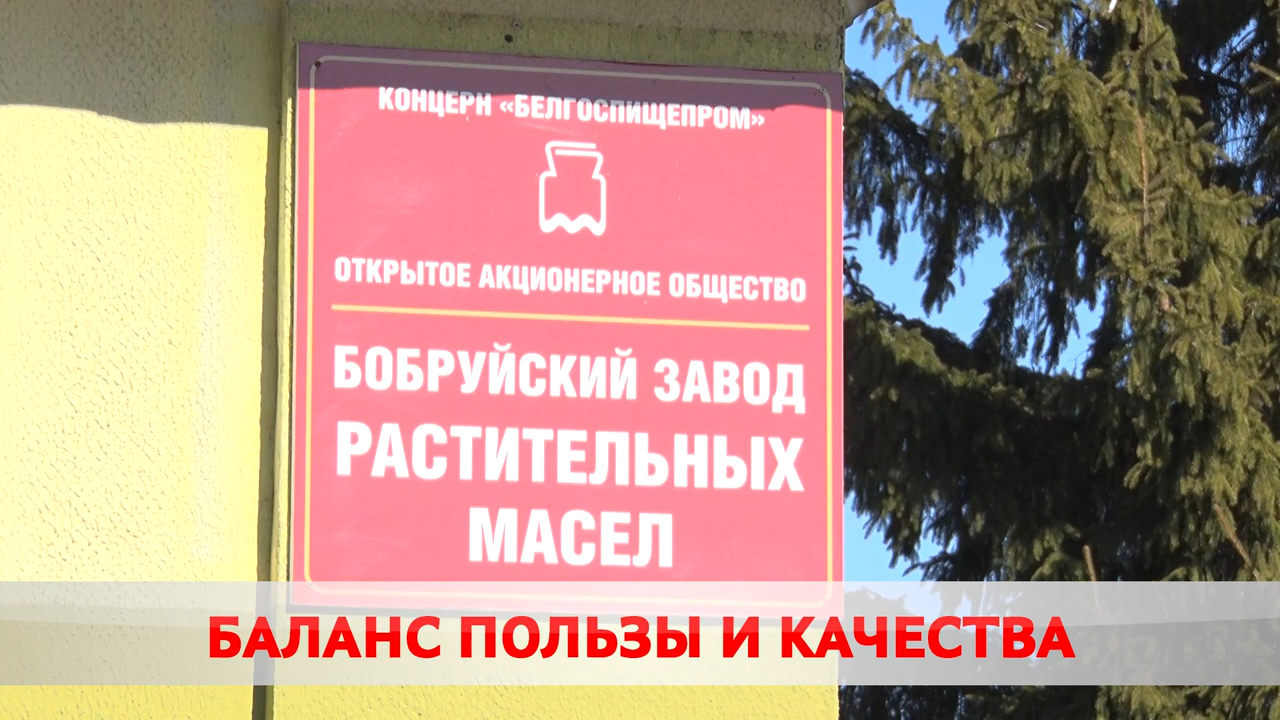 КОНЦЕРН «БЕЛГОСПИЩЕПРОМ»
ОТКРЫТОЕ АКЦИОНЕРНОЕ ОБЩЕСТВО
БОБРУЙСКИЙ ЗАВОД
РАСТИТЕЛЬНЫХ
МАСЕЛ
БАЛАНС ПОЛЬЗЫ И КАЧЕСТВА